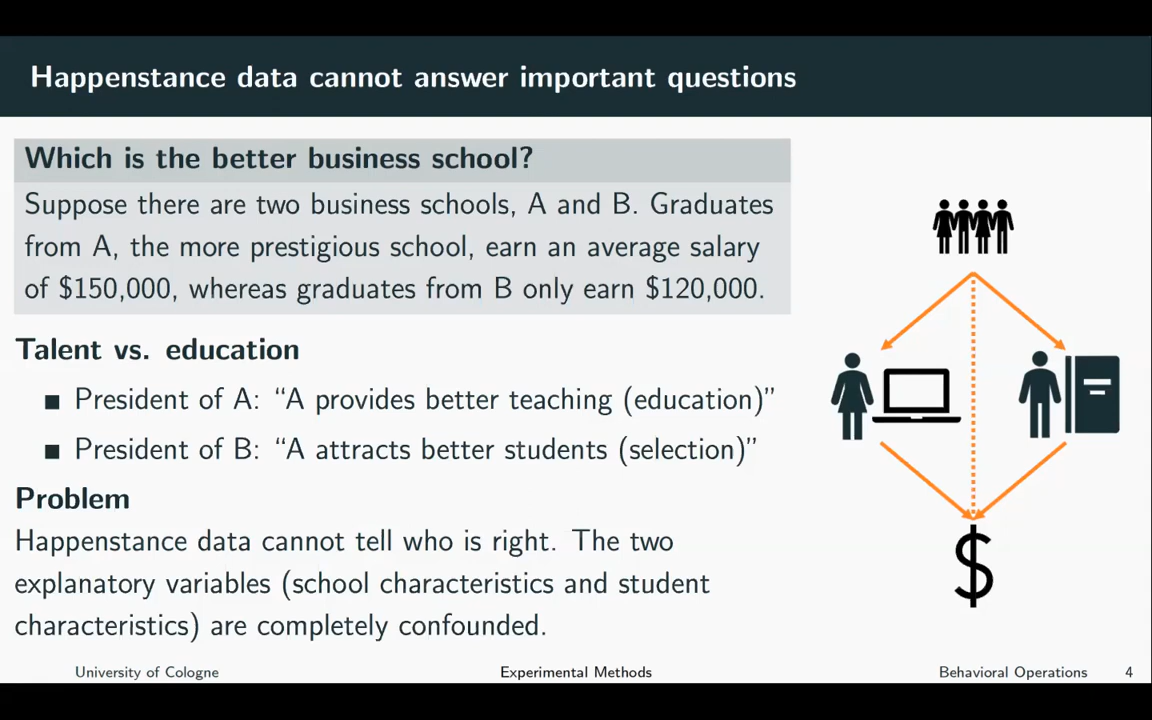 Happenstance data cannot answer important questions
Which is the better business school?
Suppose there are two business schools, A and B. Graduates
from A, the more prestigious school, earn an average salary
of $150,000, whereas graduates from B only earn $120,000.
Talent vs. education
■ President of A: “A provides better teaching (education)”
■ President of B: “A attracts better students (selection)”
Problem
Happenstance data cannot tell who is right. The two
explanatory variables (school characteristics and student
characteristics) are completely confounded.
$
University of Cologne Experimental Methods Behavioral Operations 4